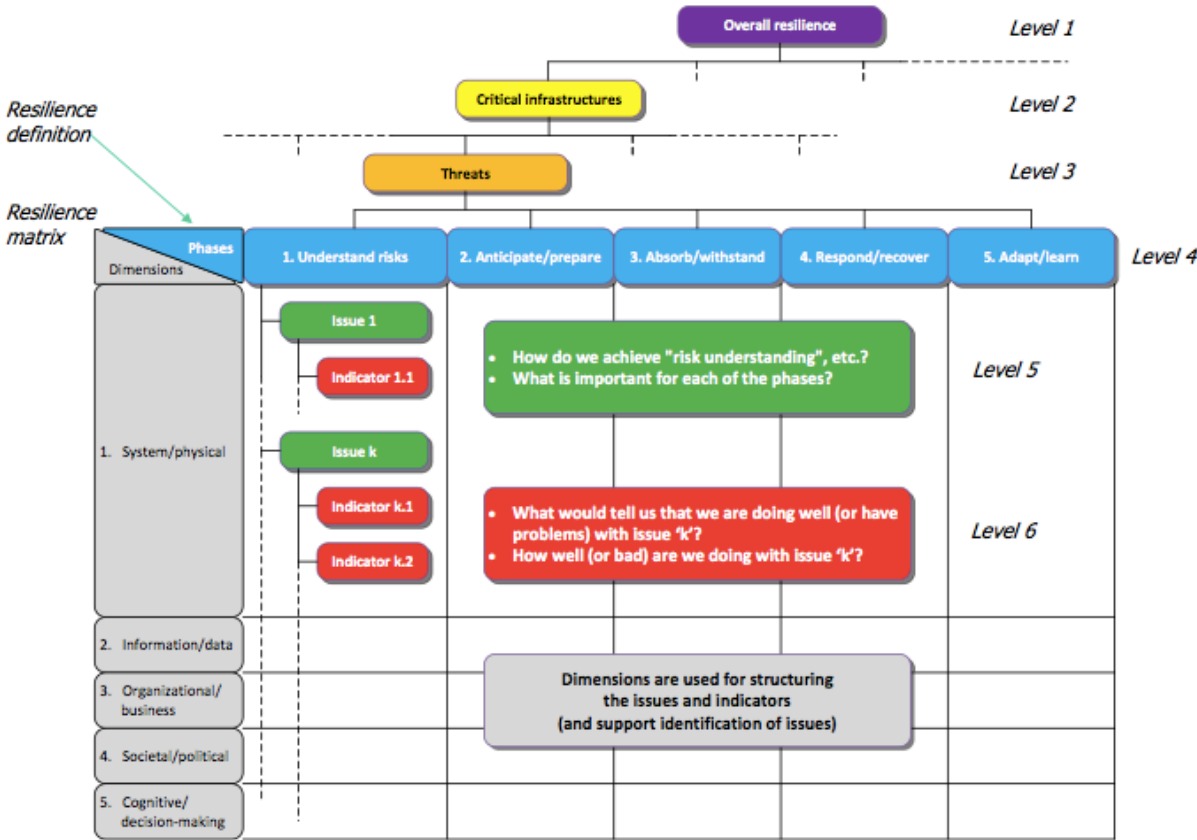 Overall resilience
Level 1
Critical infrastructures
Level 2
Resilience
definition
Threats
Level 3
Resilience
matrix
Phases
Dimensions
1. Understand risks
2. Anticipate/prepare
3. Absorb/withstand
4. Respond/recover
5. Adapt/learn
Level 4
Issue 1
Indicator 1.1
• How do we achieve "risk understanding", etc.?
• What is important for each of the phases?
Level 5
1. System/physical
Issue k
Indicator k.1
Indicator k.2
• What would tell us that we are doing well (or have
problems) with issue ‘k’?
• How well (or bad) are we doing with issue ‘k’?
Level 6
2. Information/data
3. Organizational/
business
4. Societal/political
5. Cognitive/
decision-making
Dimensions are used for structuring
the issues and indicators
(and support identification of issues)